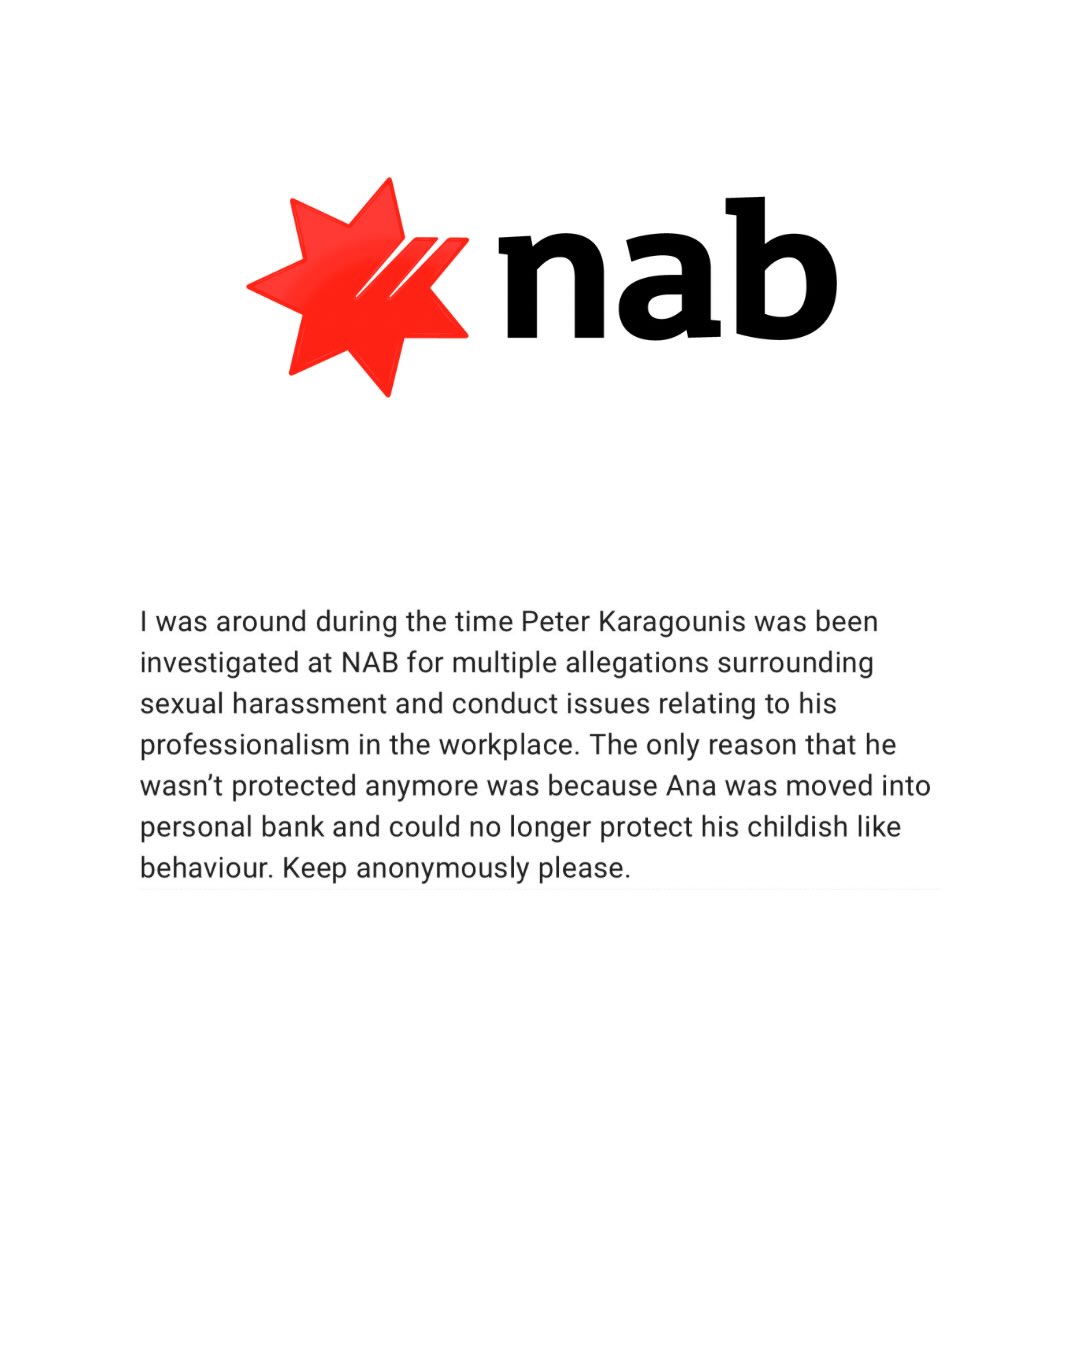 nab
I was around during the time Peter Karagounis was been
investigated at NAB for multiple allegations surrounding
sexual harassment and conduct issues relating to his
professionalism in the workplace. The only reason that he
wasn’t protected anymore was because Ana was moved into
personal bank and could no longer protect his childish like
behaviour. Keep anonymously please.